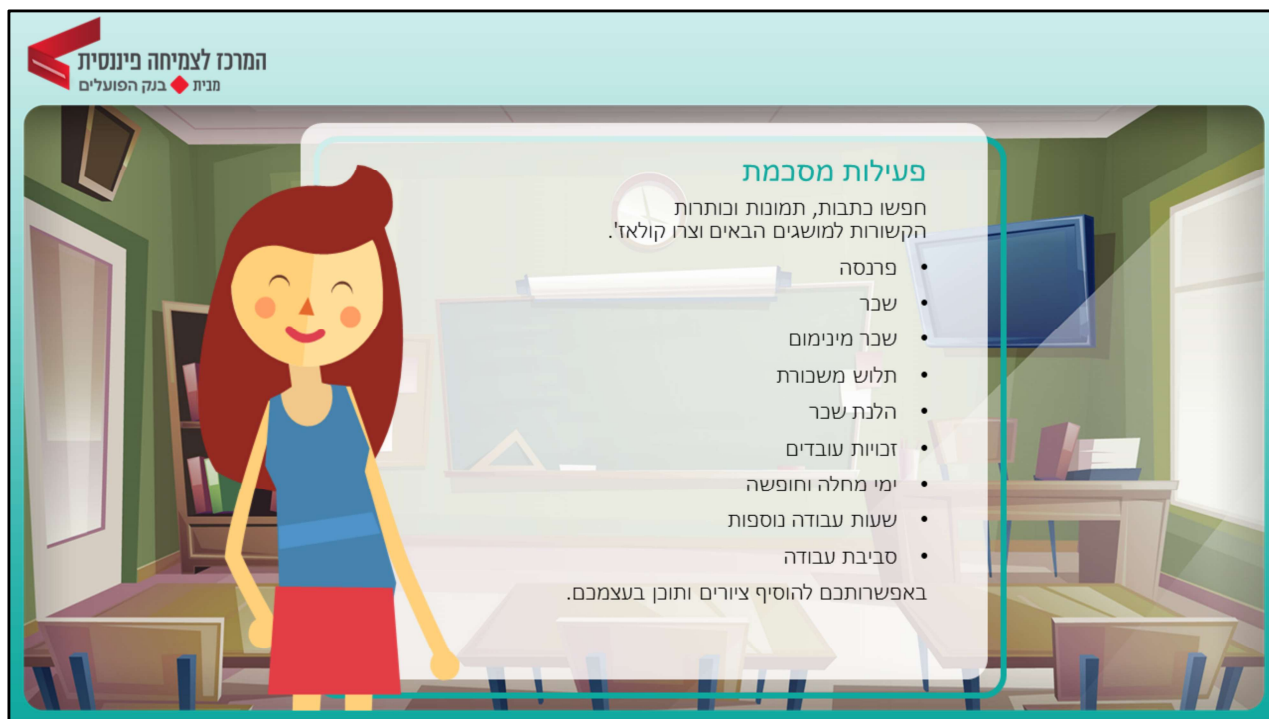 המרכז לצמיחה פיננסית
מבית בנק הפועלים
פעילות מסכמת
חפשו כתבות, תמונות וכותרות
הקשורות למושגים הבאים וצרו קולאז'.
• פרנסה
• שכר
• שכר מינימום
• תלוש משכורת
• הלנת שכר
• זכויות עובדים
• ימי מחלה וחופשה
• שעות עבודה נוספות
• סביבת עבודה
באפשרותכם להוסיף ציורים ותוכן בעצמכם.